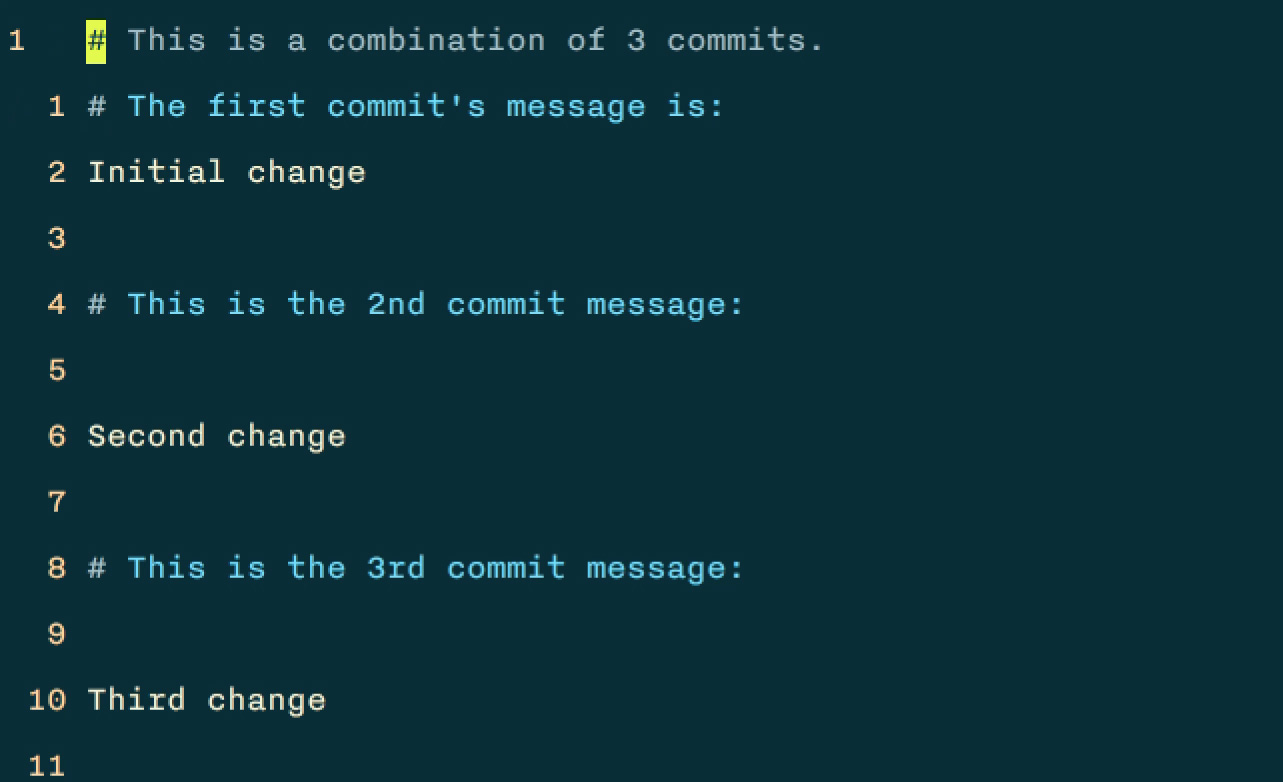 1 # This is a combination of 3 commits.
1 # The first commit's message is:
2 Initial change
3
4 # This is the 2nd commit message:
5
6 Second change
7
8 # This is the 3rd commit message:
9
10 Third change
11